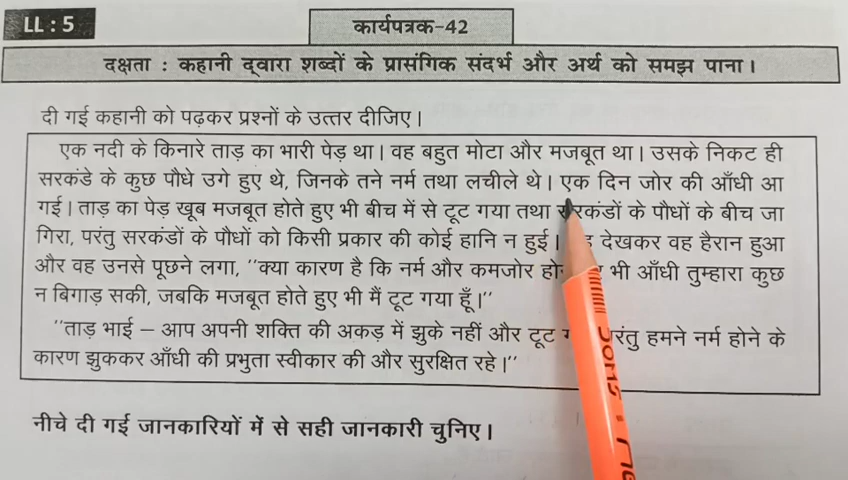 LL : 5
कार्यपत्रक-42
दक्षता : कहानी द्वारा शब्दों के प्रासंगिक संदर्भ और अर्थ को समझ पाना।
दी गई कहानी को पढ़कर प्रश्नों के उत्तर दीजिए।
एक नदी के किनारे ताड़ का भारी पेड़ था। वह बहुत मोटा और मजबूत था। उसके निकट ही
सरकंडे के कुछ पौधे उगे हुए थे, जिनके तने नर्म तथा लचीले थे। एक दिन जोर की आँधी आ
गई। ताड़ का पेड़ खूब मजबूत होते हुए भी बीच में से टूट गया तथा सरकंडों के पौधों के बीच जा
गिरा, परंतु सरकंडों के पौधों को किसी प्रकार की कोई हानि न हुई। देखकर वह हैरान हुआ
और वह उनसे पूछने लगा, ‘‘क्या कारण है कि नर्म और कमजोर भी आँधी तुम्हारा कुछ
न बिगाड़ सकी, जबकि मजबूत होते हुए भी मैं टूट गया हूँ।’’
‘‘ताड़ भाई – आप अपनी शक्ति की अकड़ में झुके नहीं और टूट हमने नर्म होने के
कारण झुककर आँधी की प्रभुता स्वीकार की और सुरक्षित रहे।’’
नीचे दी गई जानकारियों में से सही जानकारी चुनिए।
DOMS